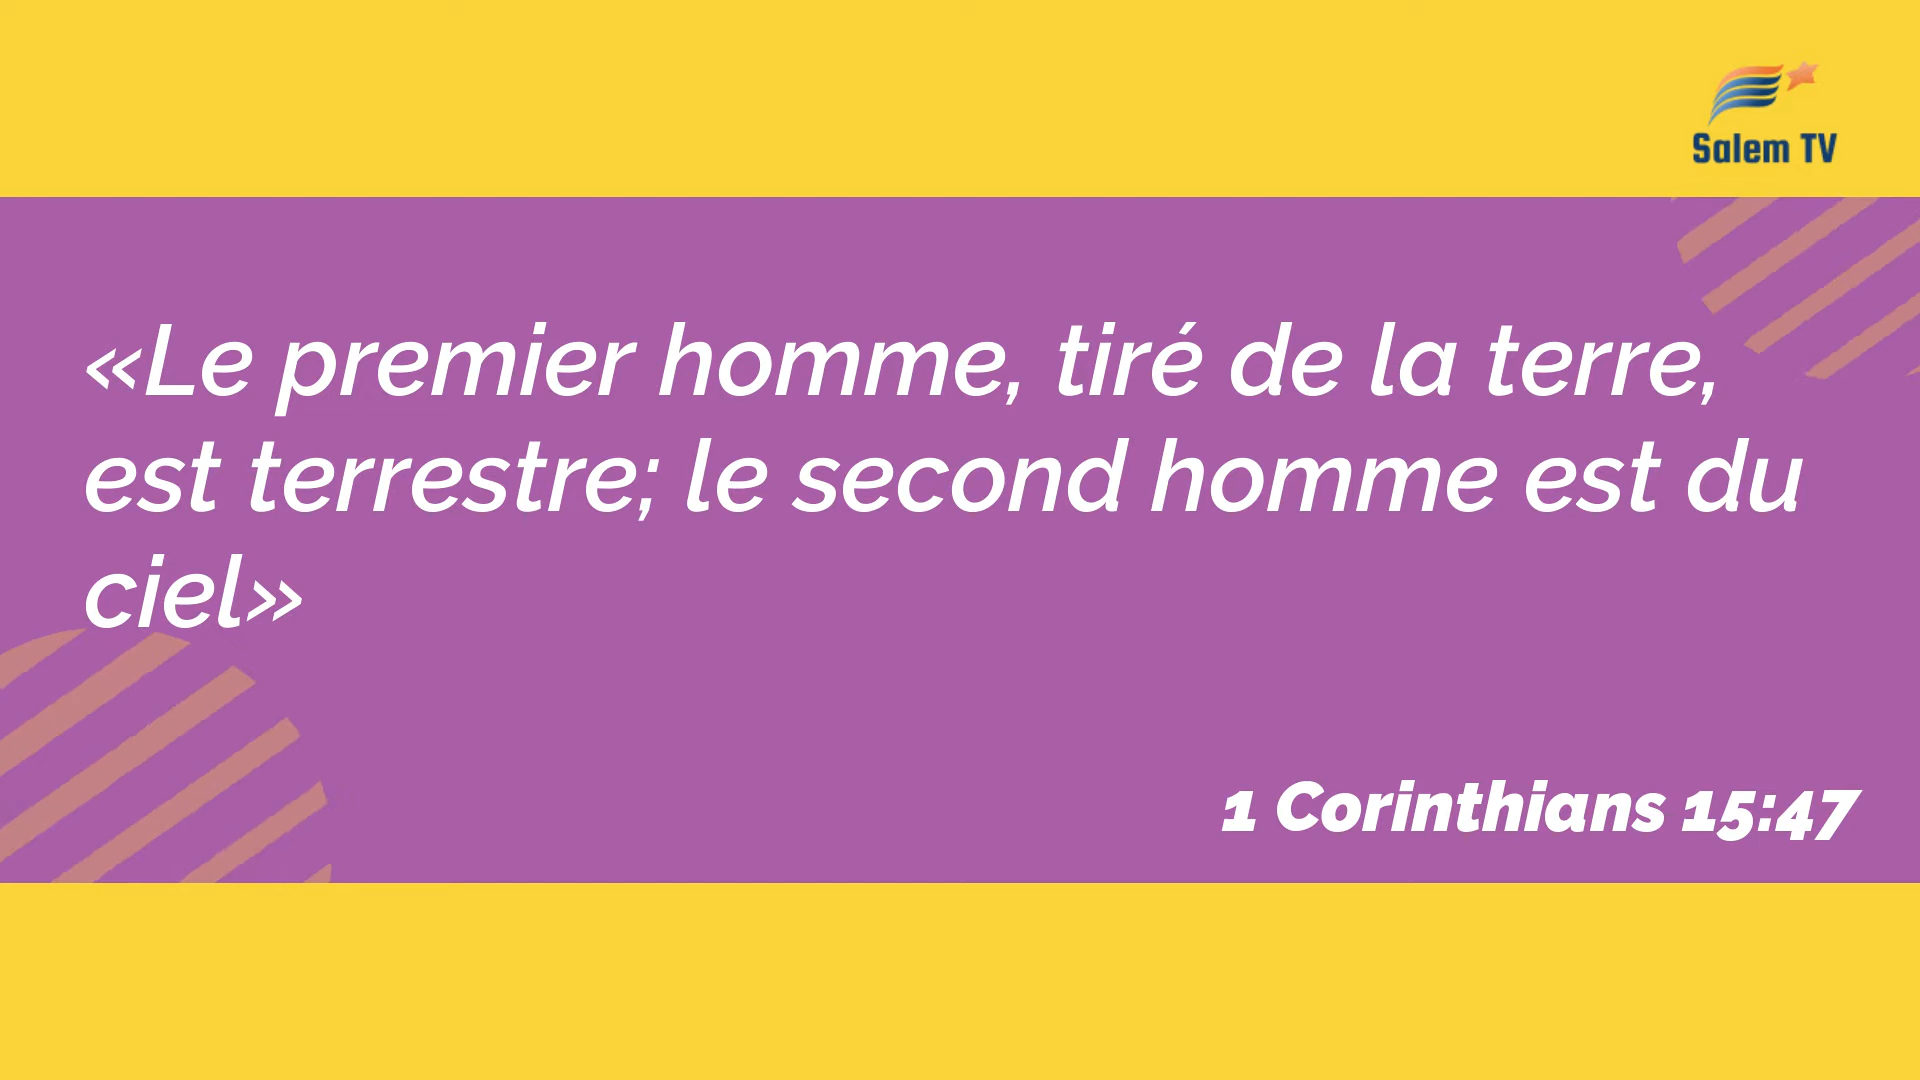 Salem TV
«Le premier homme, tiré de la terre,
est terrestre; le second homme est du
ciel»
1 Corinthians 15:47